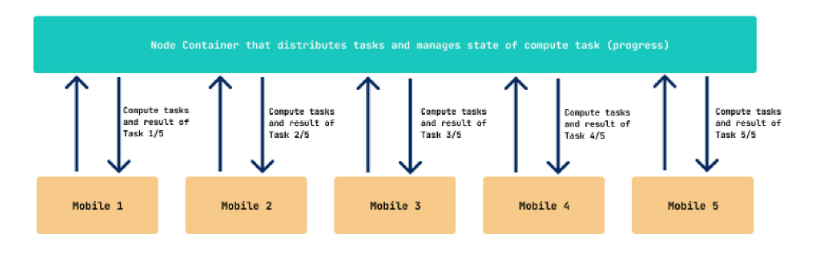 Node Container that distributes tasks and manages state of compute task (progress)
Compute tasks
and result of
Task 1/5
Compute tasks
and result of
Task 2/5
Compute tasks
and result of
Task 3/5
Compute tasks
and result of
Task 4/5
Compute tasks
and result of
Task 5/5
Mobile 1
Mobile 2
Mobile 3
Mobile 4
Mobile 5